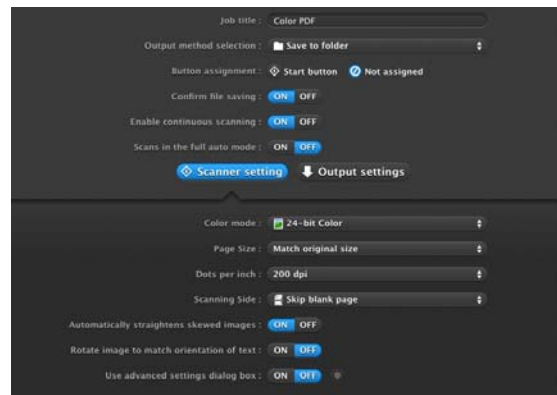 Job title : Color PDF
Output method selection : Save to folder
Button assignment : Start button Not assigned
Confirm file saving : ON OFF
Enable continuous scanning : ON OFF
Scans in the full auto mode : ON OFF
Scanner setting Output settings
Color mode : 24-bit Color
Page Size : Match original size
Dots per inch : 200 dpi
Scanning Side : Skip blank page
Automatically straightens skewed images : ON OFF
Rotate image to match orientation of text : ON OFF
Use advanced settings dialog box : ON OFF